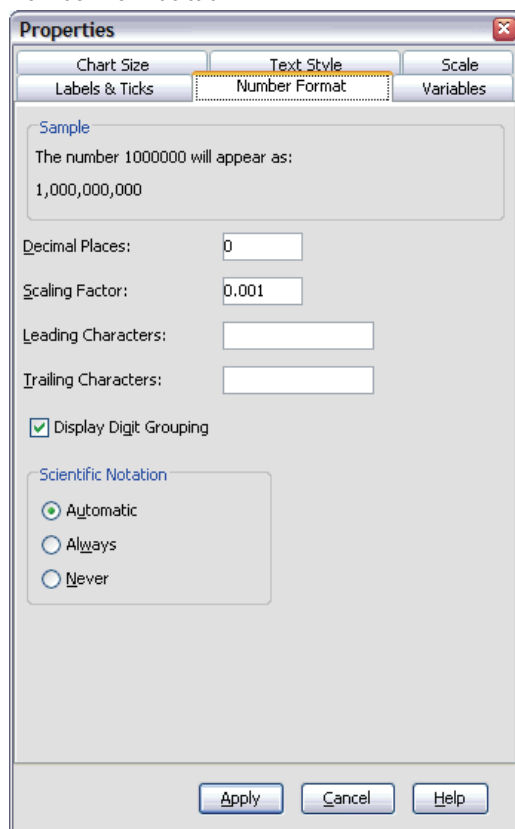 Properties
Chart Size Text Style Scale
Labels & Ticks Number Format Variables
Sample
The number 1000000 will appear as:
1,000,000,000
Decimal Places: 0
Scaling Factor: 0.001
Leading Characters:
Trailing Characters:
Display Digit Grouping
Scientific Notation
Automatic
Always
Never
Apply Cancel Help